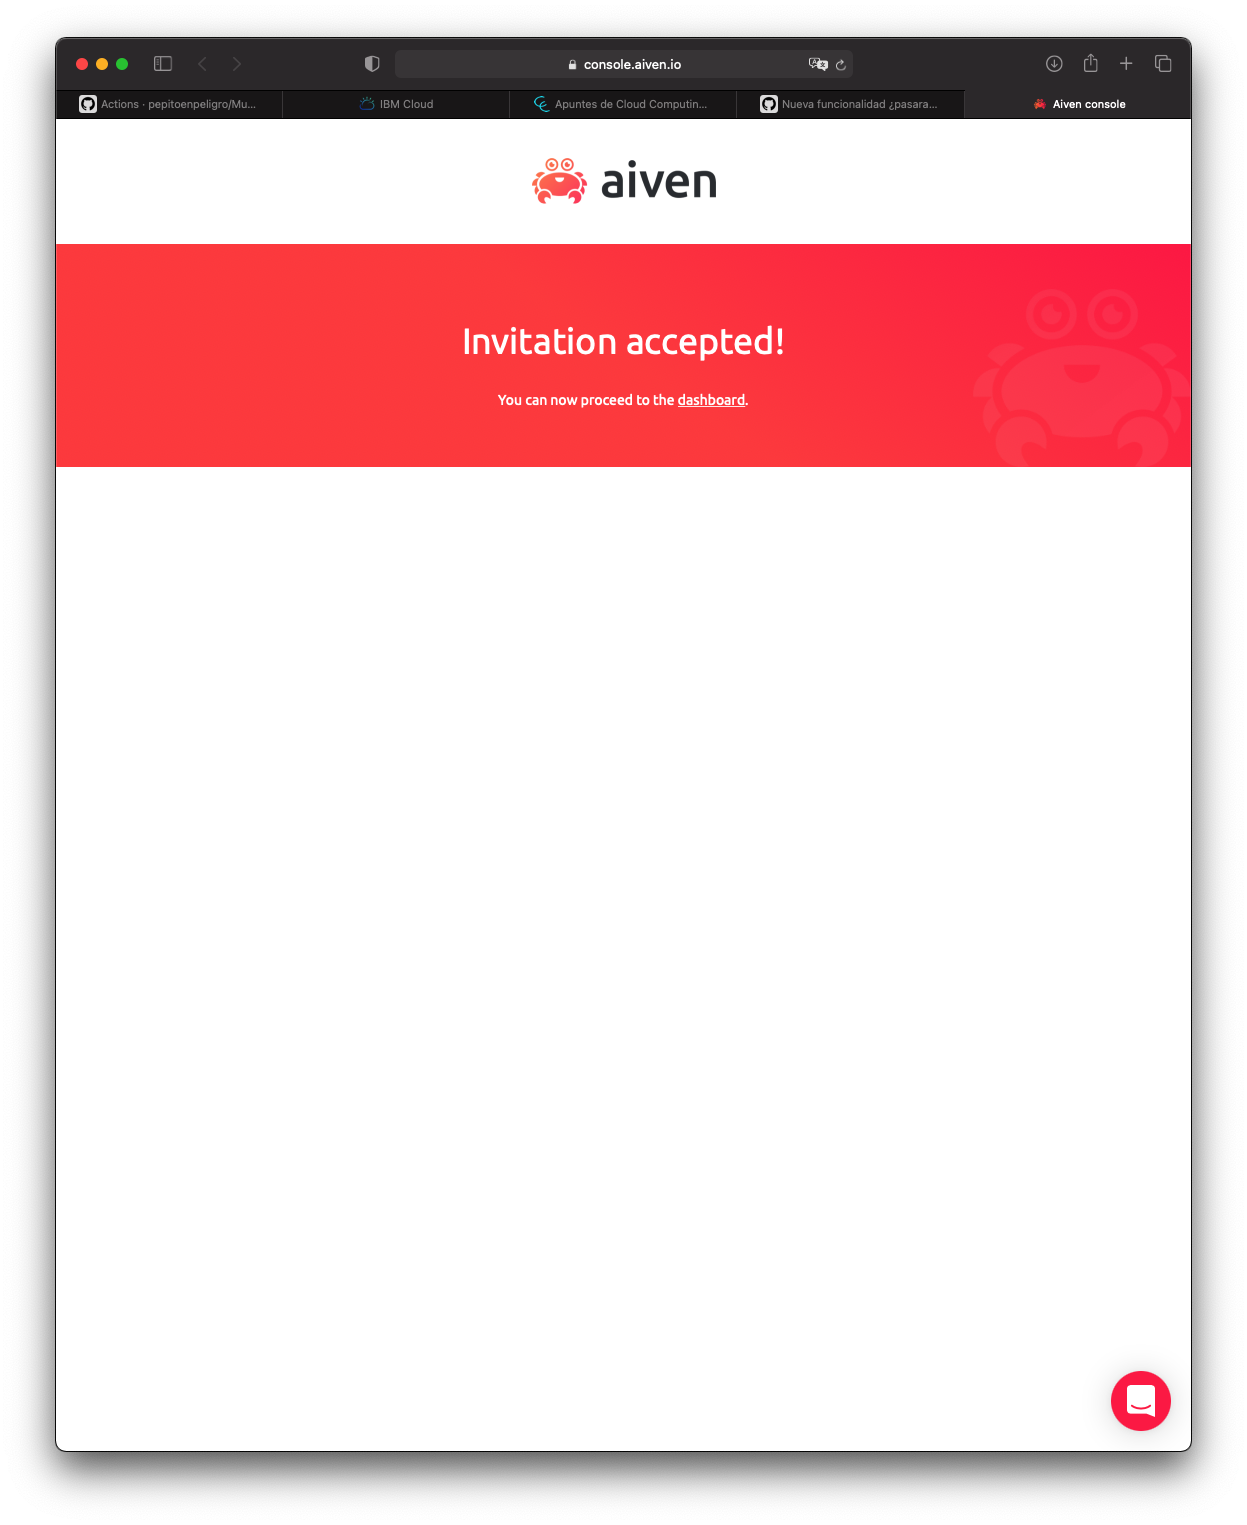 console.aiven.io
Actions · pepitoenpeligro/Mu...
IBM Cloud
Apuntes de Cloud Computin...
Nueva funcionalidad ¿pasara...
Aiven console
aiven
Invitation accepted!
You can now proceed to the dashboard.